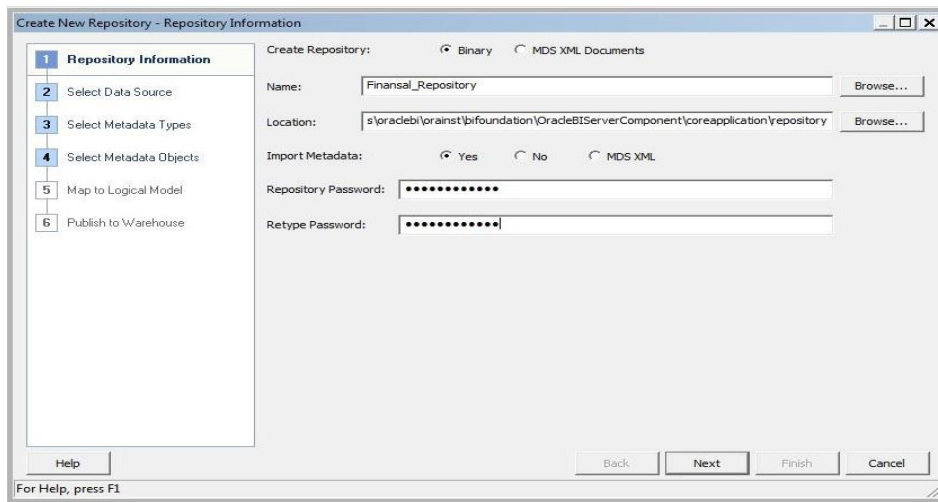 Create New Repository - Repository Information
1 Repository Information
2 Select Data Source
3 Select Metadata Types
4 Select Metadata Objects
5 Map to Logical Model
6 Publish to Warehouse
Create Repository: Binary MDS XML Documents
Name: Finansal_Repository Browse...
Location: s\oraclebi\orainst\bifoundation\OracleBIServerComponent\coreapplication\repository Browse...
Import Metadata: Yes No MDS XML
Repository Password: ●●●●●●●●●●●●
Retype Password: ●●●●●●●●●●●●
Help Back Next Finish Cancel
For Help, press F1